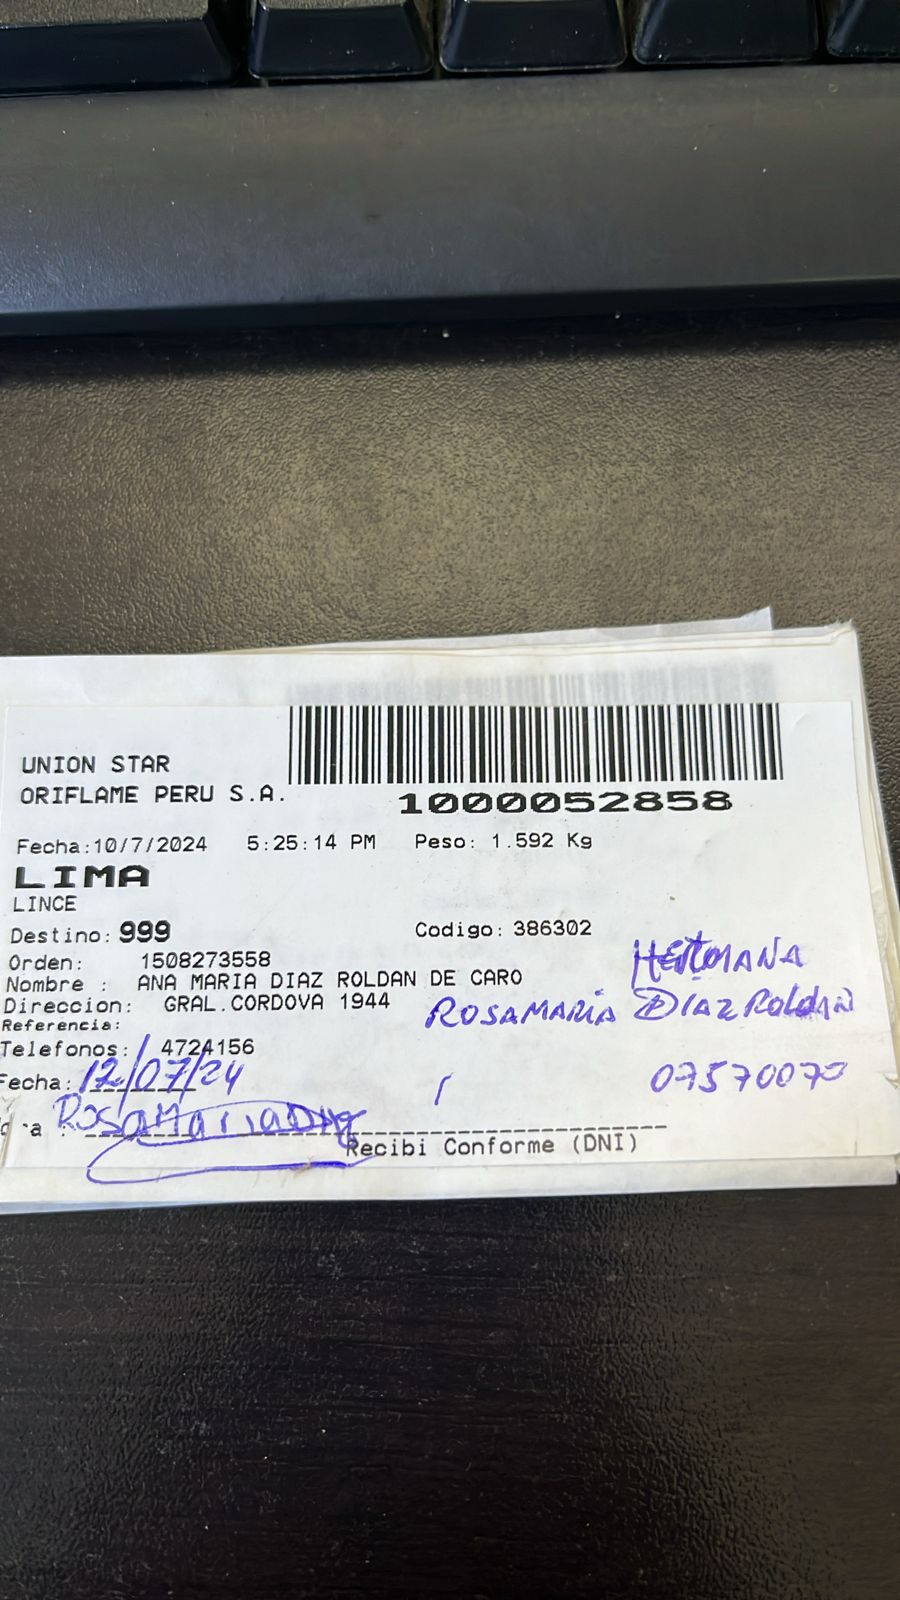 UNION STAR
ORIFLAME PERU S.A.
1000052858
Fecha:10/7/2024 5:25:14 PM Peso: 1.592 Kg
LIMA
LINCE
Destino: 999 Codigo: 386302
Orden: 1508273558
Nombre : ANA MARIA DIAZ ROLDAN DE CARO
HERMANA
Direccion: GRAL.CORDOVA 1944
ROSAMARIA DIAZ ROLDAN
Referencia:
Telefonos: 4724156
Fecha: 12/07/24 07570070
RosaMaria
Recibi Conforme (DNI)